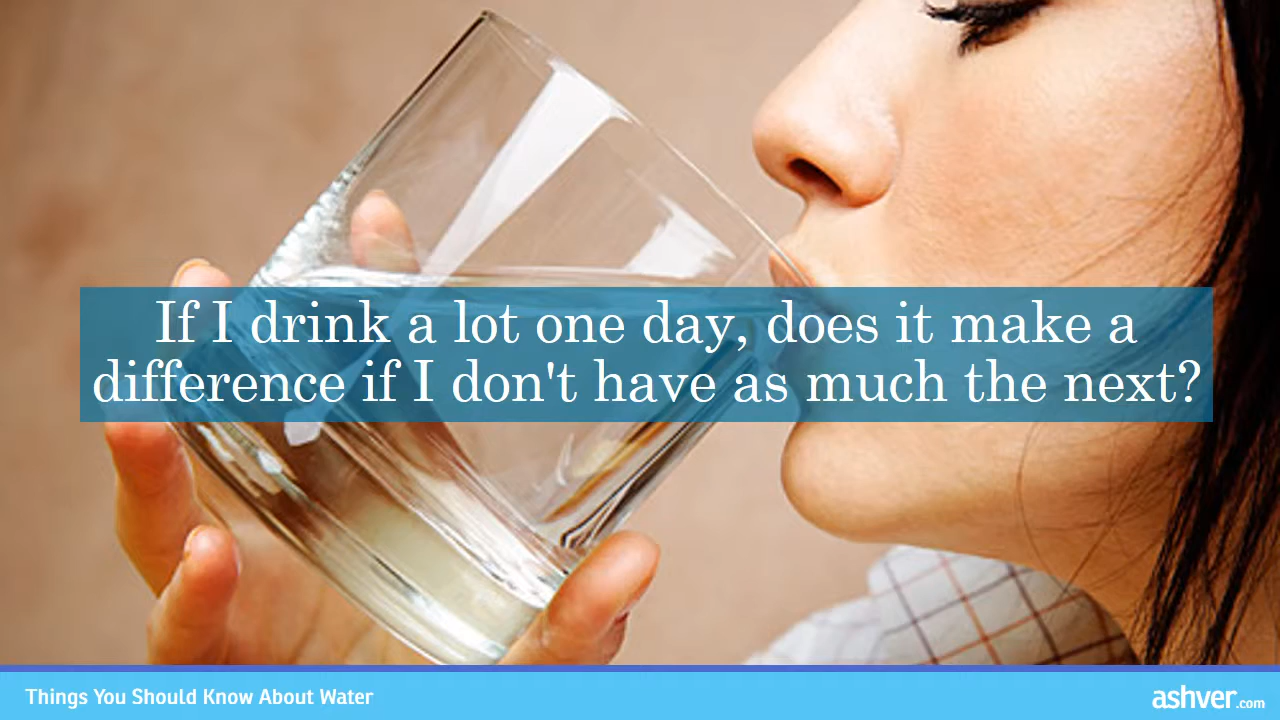 If I drink a lot one day, does it make a
difference if I don't have as much the next?
Things You Should Know About Water
ashver.com